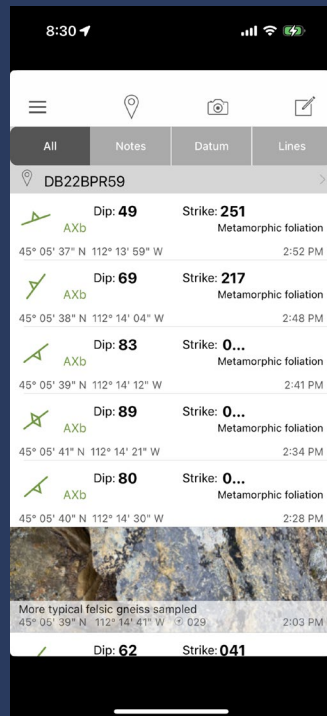 8:30
All Notes Datum Lines
DB22BPR59
Dip: 49 Strike: 251
AXb Metamorphic foliation
45° 05' 37" N 112° 13' 59" W 2:52 PM
Dip: 69 Strike: 217
AXb Metamorphic foliation
45° 05' 38" N 112° 14' 04" W 2:48 PM
Dip: 83 Strike: 0...
AXb Metamorphic foliation
45° 05' 39" N 112° 14' 12" W 2:41 PM
Dip: 89 Strike: 0...
AXb Metamorphic foliation
45° 05' 41" N 112° 14' 21" W 2:34 PM
Dip: 80 Strike: 0...
AXb Metamorphic foliation
45° 05' 40" N 112° 14' 30" W 2:28 PM
More typical felsic gneiss sampled
45° 05' 39" N 112° 14' 41" W 029 2:03 PM
Dip: 62 Strike: 041